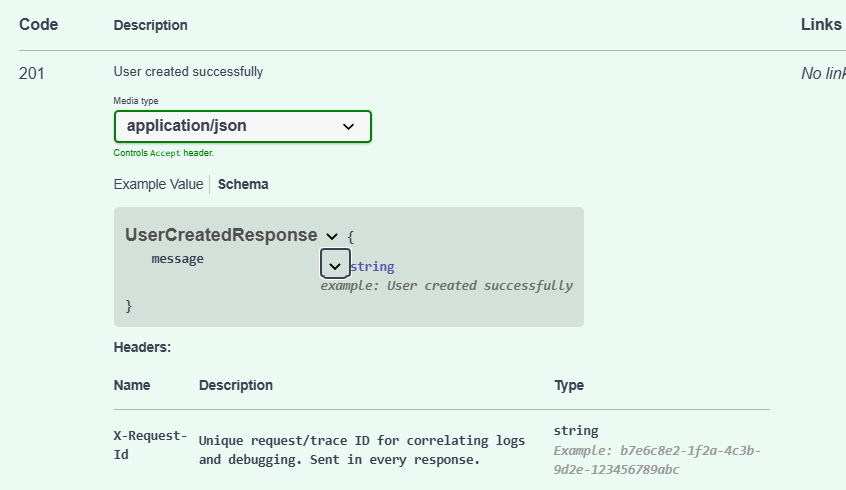 Code Description Links
201 User created successfully No link
Media type
application/json
Controls Accept header.
Example Value Schema
UserCreatedResponse {
message string
example: User created successfully
}
Headers:
Name Description Type
X-Request-Id Unique request/trace ID for correlating logs and debugging. Sent in every response. string
Example: b7e6c8e2-1f2a-4c3b-
9d2e-123456789abc